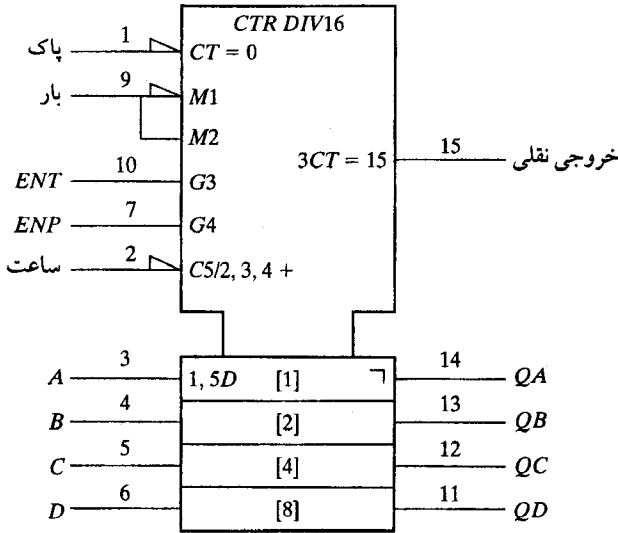 CTR DIV16
پاک 1 CT = 0
بار 9 M1
M2
3CT = 15 15 خروجی نقلی
ENT 10 G3
ENP 7 G4
ساعت 2 C5/2, 3, 4 +
A 3 1, 5D [1] ┐ 14 QA
B 4 [2] 13 QB
C 5 [4] 12 QC
D 6 [8] 11 QD